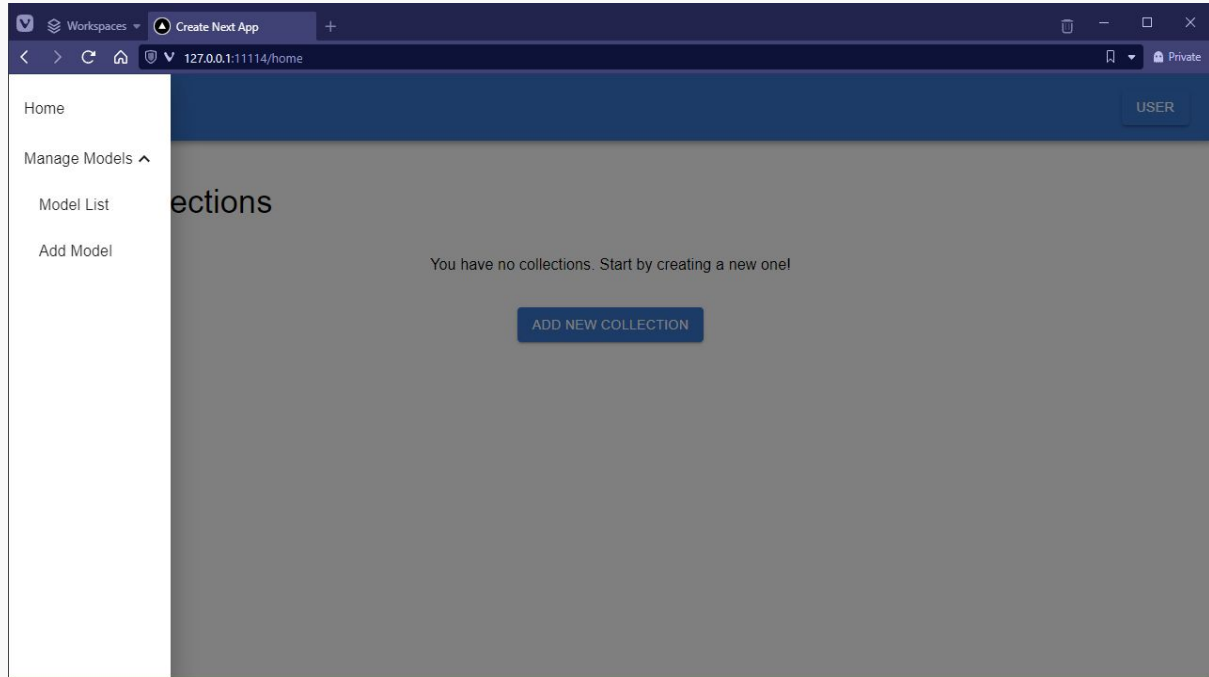 Workspaces
Create Next App
127.0.0.1:11114/home
Private
Home
USER
Manage Models
Model List
ections
Add Model
You have no collections. Start by creating a new one!
ADD NEW COLLECTION